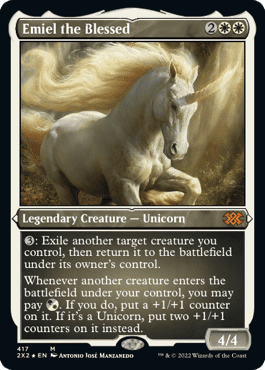 Emiel the Blessed 2
Legendary Creature — Unicorn
3: Exile another target creature you
control, then return it to the battlefield
under its owner's control.
Whenever another creature enters the
battlefield under your control, you may
pay . If you do, put a +1/+1 counter
on it. If it's a Unicorn, put two +1/+1
counters on it instead.
4/4
417 M
2X2 ★ EN Antonio José Manzanedo
™ & © 2022 Wizards of the Coast